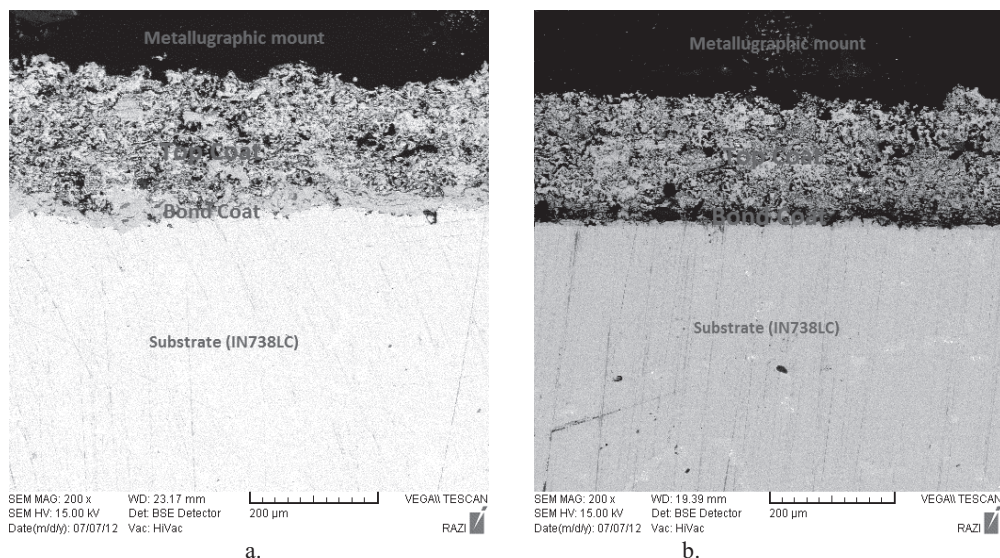 Metallugraphic mount
Top Coat
Bond Coat
Substrate (IN738LC)
SEM MAG: 200 x WD: 23.17 mm
SEM HV: 15.00 kV Det: BSE Detector 200 µm VEGA\\ TESCAN
Date(m/d/y): 07/07/12 Vac: HiVac RAZI
a.
Metallugraphic mount
Top Coat
Bond Coat
Substrate (IN738LC)
SEM MAG: 200 x WD: 19.39 mm
SEM HV: 15.00 kV Det: BSE Detector 200 µm VEGA\\ TESCAN
Date(m/d/y): 07/07/12 Vac: HiVac RAZI
b.